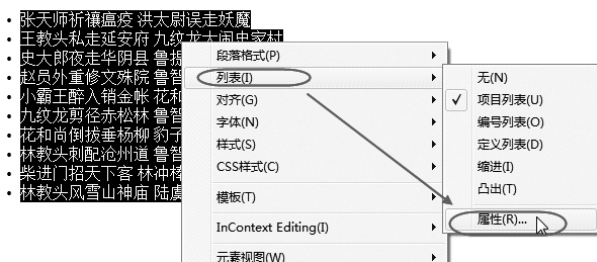 • 张天师祈禳瘟疫 洪太尉误走妖魔
• 王教头私走延安府 九纹龙大闹史家村
• 史大郎夜走华阴县 鲁提
• 赵员外重修文殊院 鲁智
• 小霸王醉入销金帐 花和
• 九纹龙剪径赤松林 鲁智
• 花和尚倒拔垂杨柳 豹子
• 林教头刺配沧州道 鲁智
• 柴进门招天下客 林冲棒
• 林教头风雪山神庙 陆虞
段落格式(P)
列表(I)
对齐(G)
字体(N)
样式(S)
CSS样式(C)
模板(T)
InContext Editing(I)
元素视图(W)
无(N)
✓ 项目列表(U)
编号列表(O)
定义列表(D)
缩进(I)
凸出(T)
属性(R)...